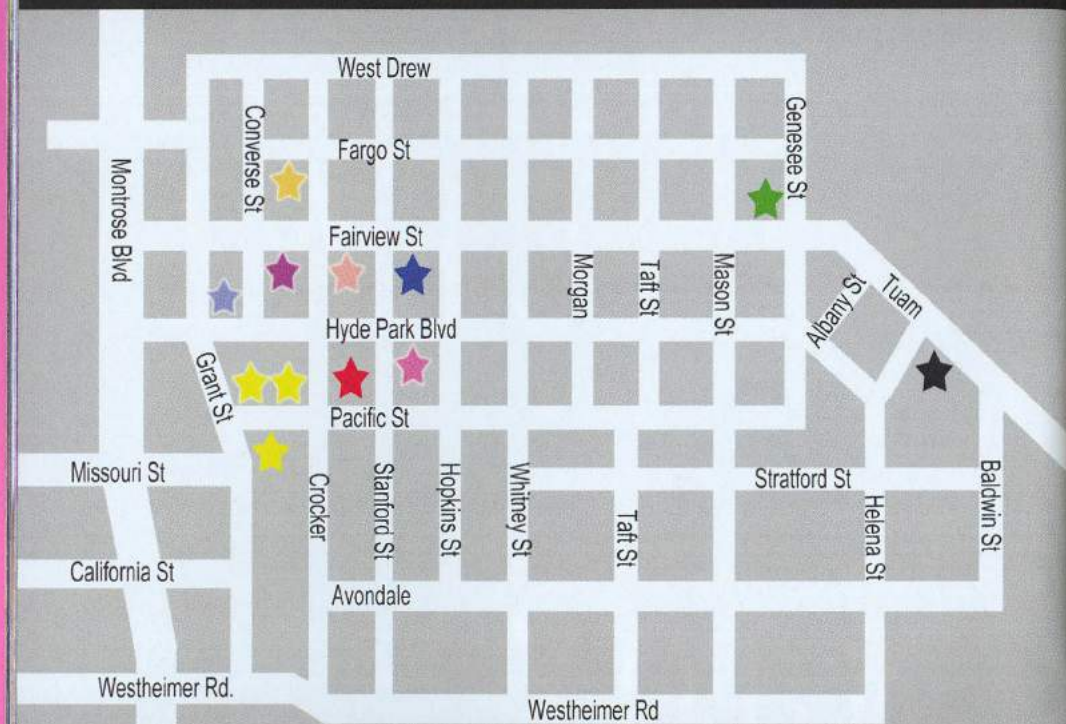 West Drew
Converse St
Genesee St
Fargo St
Montrose Blvd
Fairview St
Morgan
Taft St
Mason St
Albany St
Tuam
Hyde Park Blvd
Grant St
Pacific St
Missouri St
Crocker
Stanford St
Hopkins St
Whitney St
Stratford St
Taft St
Helena St
Baldwin St
California St
Avondale
Westheimer Rd.
Westheimer Rd